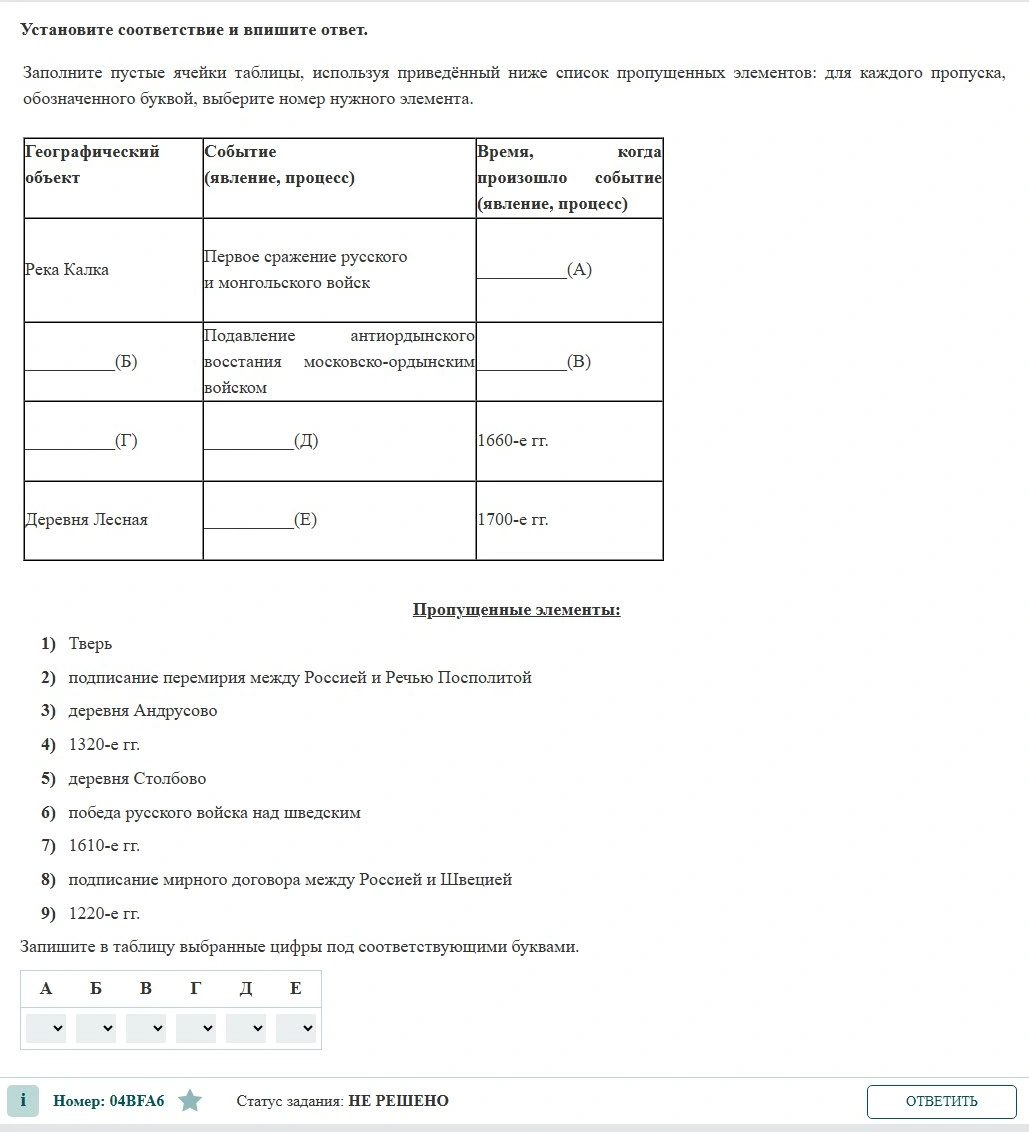 Установите соответствие и впишите ответ.
Заполните пустые ячейки таблицы, используя приведённый ниже список пропущенных элементов: для каждого пропуска,
обозначенного буквой, выберите номер нужного элемента.
Географический объект
Событие (явление, процесс)
Время, когда произошло событие (явление, процесс)
Река Калка
Первое сражение русского
и монгольского войск
__________(А)
__________(Б)
Подавление антиордынского
восстания московско-ордынским
войском
__________(В)
__________(Г)
__________(Д)
1660-е гг.
Деревня Лесная
__________(Е)
1700-е гг.
Пропущенные элементы:
1) Тверь
2) подписание перемирия между Россией и Речью Посполитой
3) деревня Андрусово
4) 1320-е гг.
5) деревня Столбово
6) победа русского войска над шведским
7) 1610-е гг.
8) подписание мирного договора между Россией и Швецией
9) 1220-е гг.
Запишите в таблицу выбранные цифры под соответствующими буквами.
А Б В Г Д Е
i Номер: 04BFA6 Статус задания: НЕ РЕШЕНО ОТВЕТИТЬ